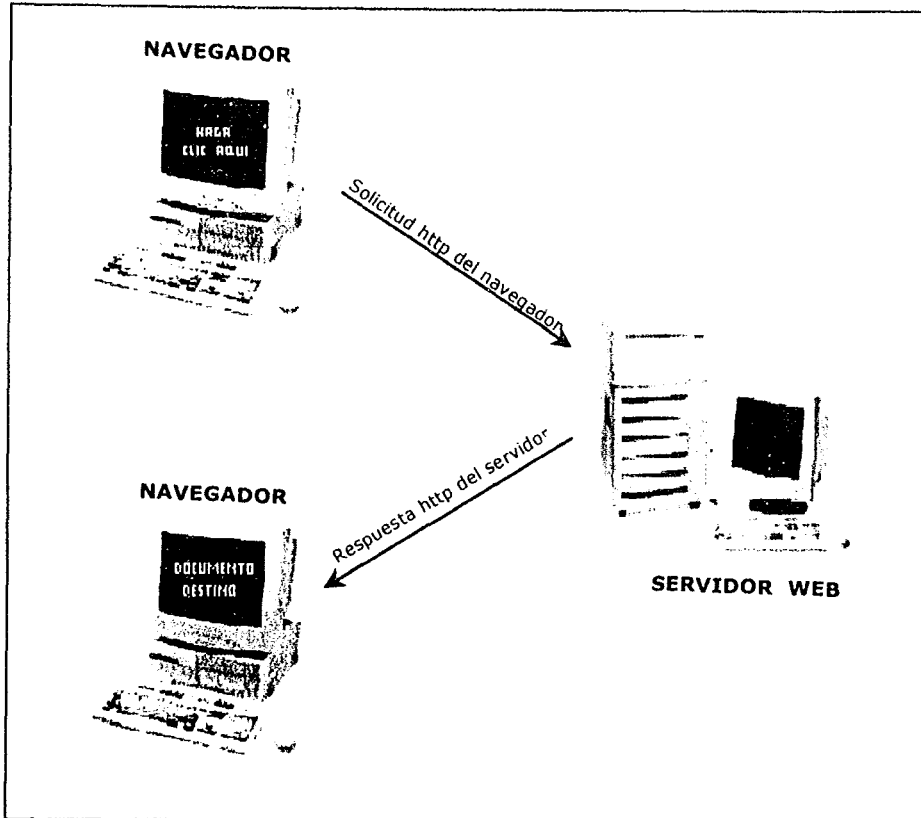 NAVEGADOR
HAGA
CLIC AQUI
Solicitud http del navegador
NAVEGADOR
DOCUMENTO
DESTINO
Respuesta http del servidor
SERVIDOR WEB